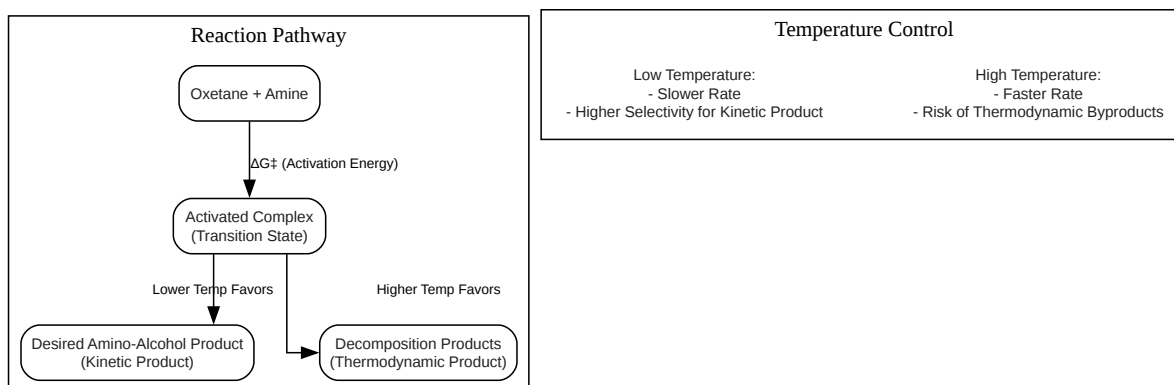 Reaction Pathway
Oxetane + Amine
ΔG‡ (Activation Energy)
Activated Complex
(Transition State)
Lower Temp Favors
Higher Temp Favors
Desired Amino-Alcohol Product
(Kinetic Product)
Decomposition Products
(Thermodynamic Product)
Temperature Control
Low Temperature:
- Slower Rate
- Higher Selectivity for Kinetic Product
High Temperature:
- Faster Rate
- Risk of Thermodynamic Byproducts